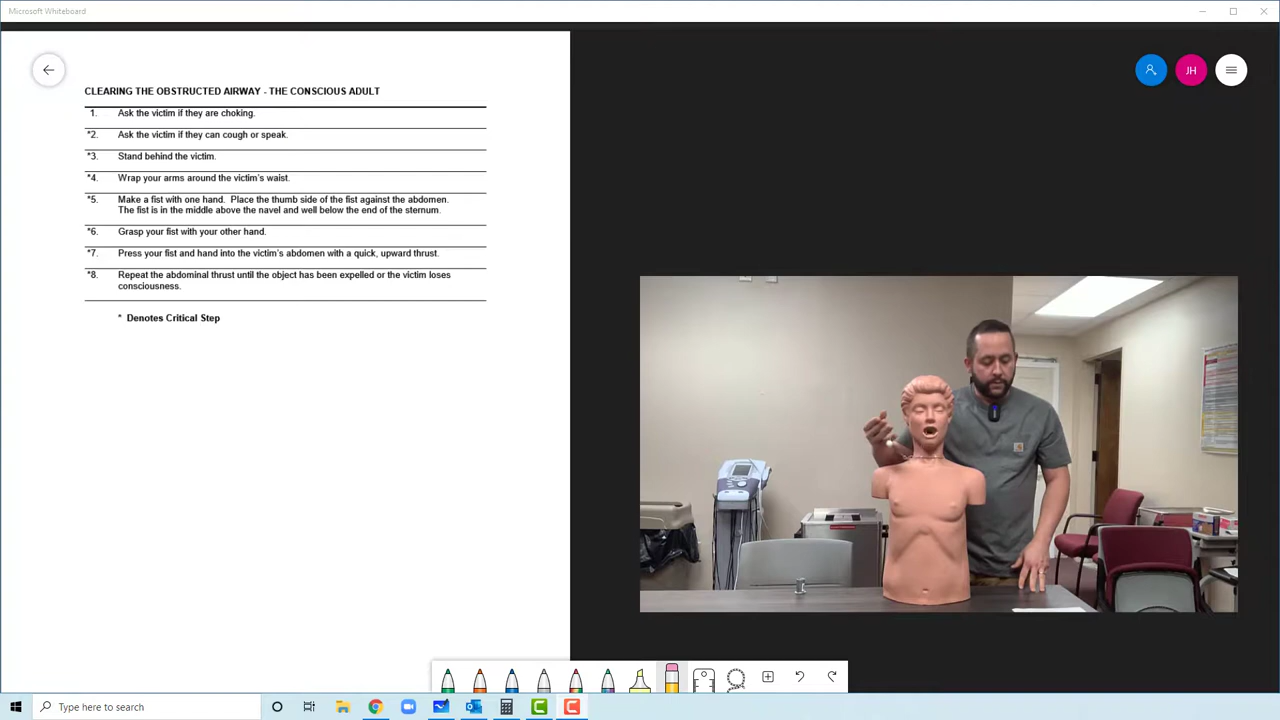 Microsoft Whiteboard
CLEARING THE OBSTRUCTED AIRWAY - THE CONSCIOUS ADULT
1. Ask the victim if they are choking.
*2. Ask the victim if they can cough or speak.
*3. Stand behind the victim.
*4. Wrap your arms around the victim's waist.
*5. Make a fist with one hand. Place the thumb side of the fist against the abdomen.
The fist is in the middle above the navel and well below the end of the sternum.
*6. Grasp your fist with your other hand.
*7. Press your fist and hand into the victim's abdomen with a quick, upward thrust.
*8. Repeat the abdominal thrust until the object has been expelled or the victim loses
consciousness.
* Denotes Critical Step
JH
Type here to search